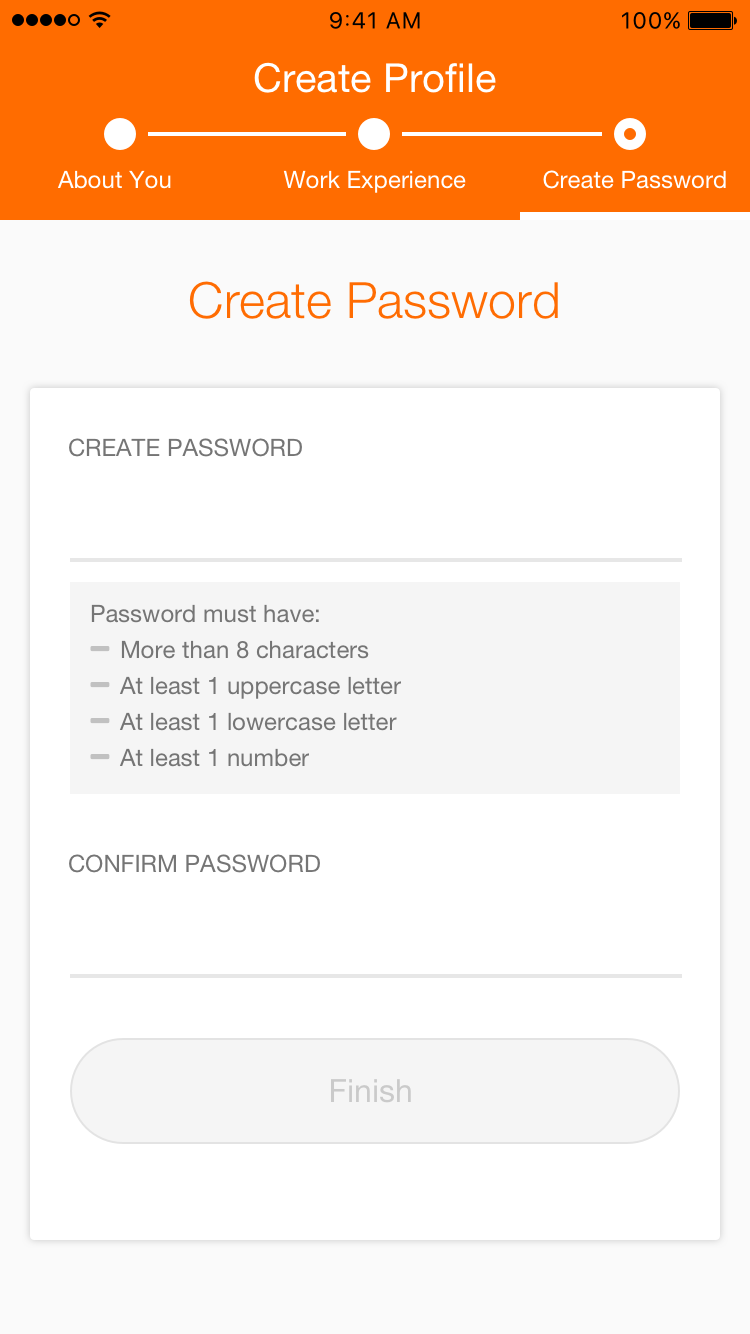 9:41 AM 100%
Create Profile
About You Work Experience Create Password
Create Password
CREATE PASSWORD
Password must have:
More than 8 characters
At least 1 uppercase letter
At least 1 lowercase letter
At least 1 number
CONFIRM PASSWORD
Finish